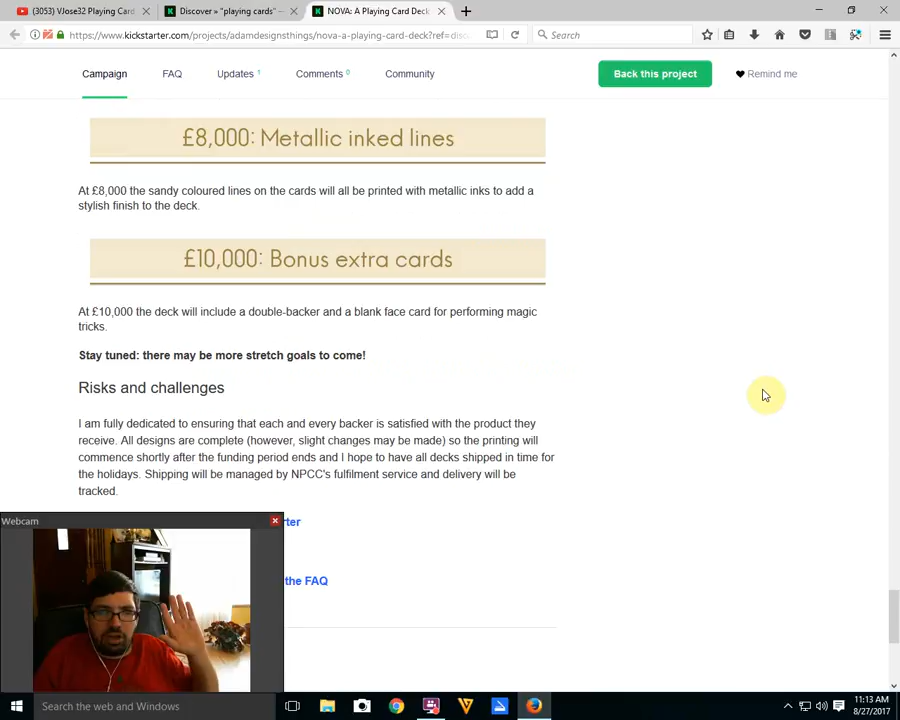 (3053) VJose32 Playing Card
Discover » "playing cards" —
NOVA: A Playing Card Deck
https://www.kickstarter.com/projects/adamdesignsthings/nova-a-playing-card-deck?ref=disc
Search
Campaign
FAQ
Updates 1
Comments 0
Community
Back this project
Remind me
£8,000: Metallic inked lines
At £8,000 the sandy coloured lines on the cards will all be printed with metallic inks to add a
stylish finish to the deck.
£10,000: Bonus extra cards
At £10,000 the deck will include a double-backer and a blank face card for performing magic
tricks.
Stay tuned: there may be more stretch goals to come!
Risks and challenges
I am fully dedicated to ensuring that each and every backer is satisfied with the product they
receive. All designs are complete (however, slight changes may be made) so the printing will
commence shortly after the funding period ends and I hope to have all decks shipped in time for
the holidays. Shipping will be managed by NPCC's fulfilment service and delivery will be
tracked.
Webcam
rter
the FAQ
Search the web and Windows
11:13 AM
8/27/2017